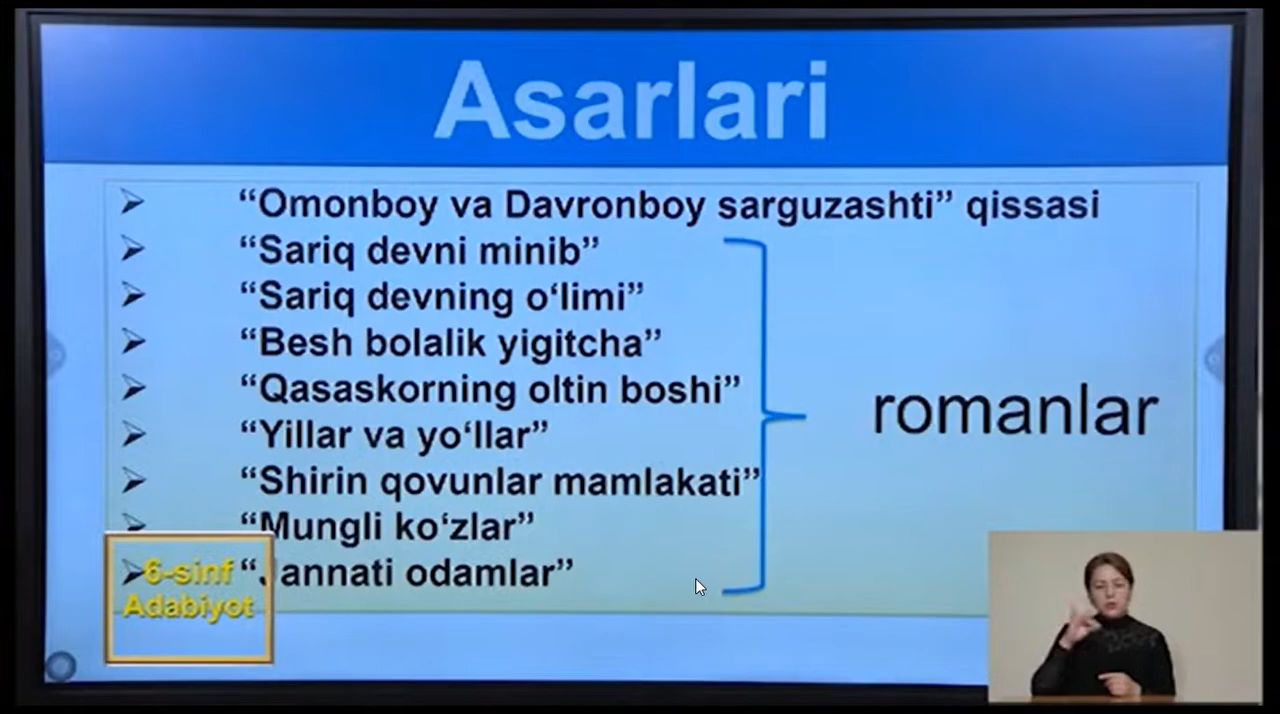 Asarlari
“Omonboy va Davronboy sarguzashti” qissasi
“Sariq devni minib”
“Sariq devning o‘limi”
“Besh bolalik yigitcha”
“Qasaskorning oltin boshi”
“Yillar va yo‘llar”
“Shirin qovunlar mamlakati”
“Mungli ko‘zlar”
“Jannati odamlar”
romanlar
6-sinf
Adabiyot